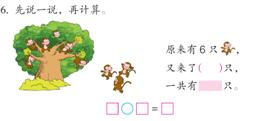 6. 先说一说，再计算。
原来有 6 只，
又来了（ ）只，
一共有 只。
=